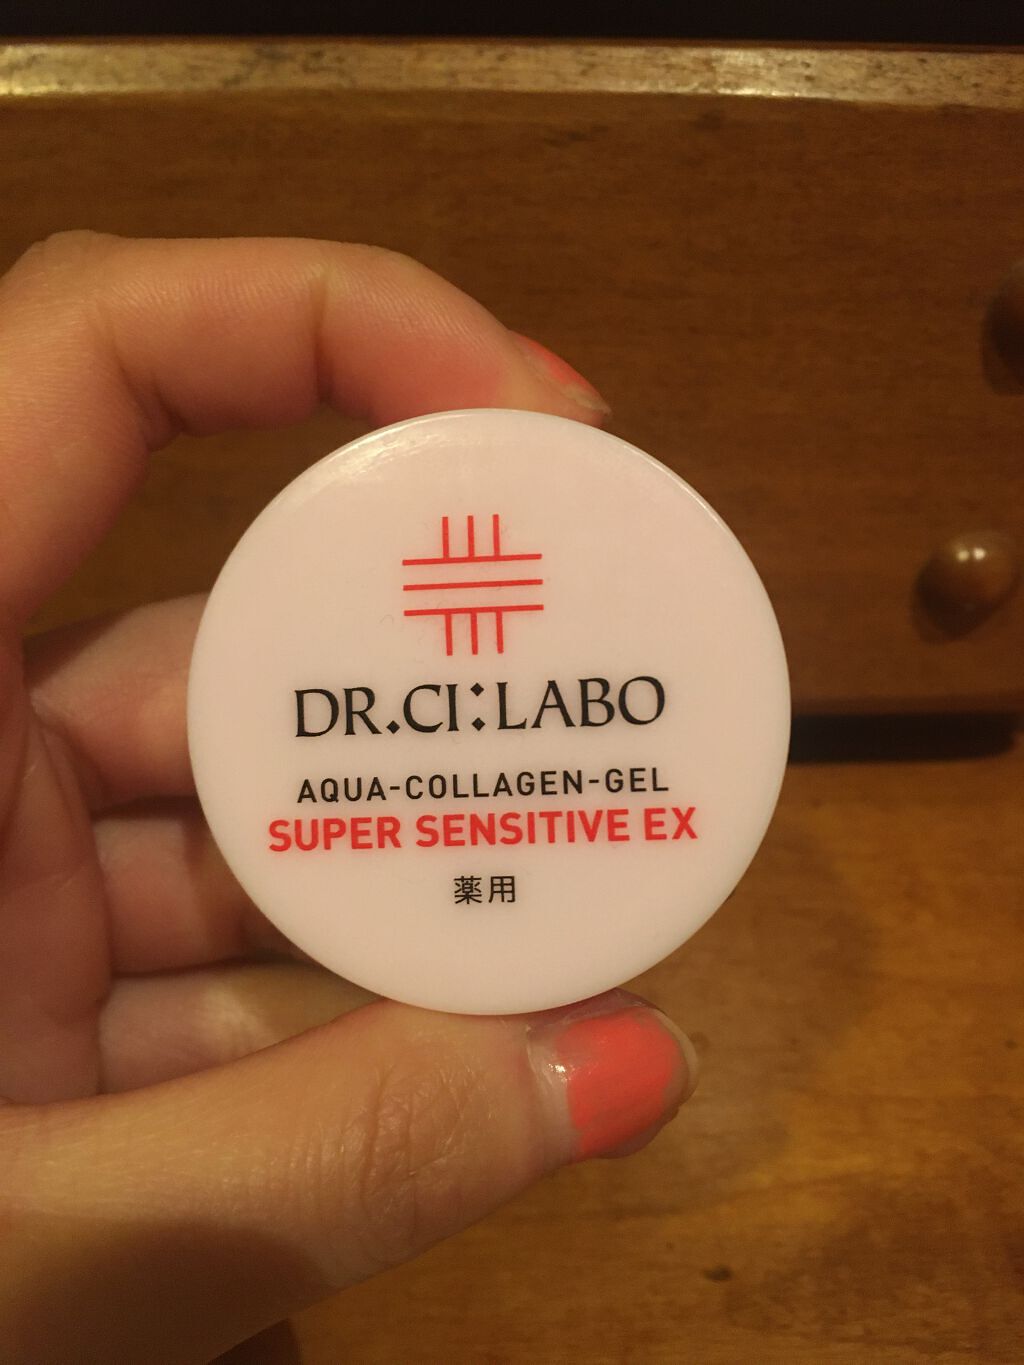 DR.CI:LABO
AQUA-COLLAGEN-GEL
SUPER SENSITIVE EX
薬用